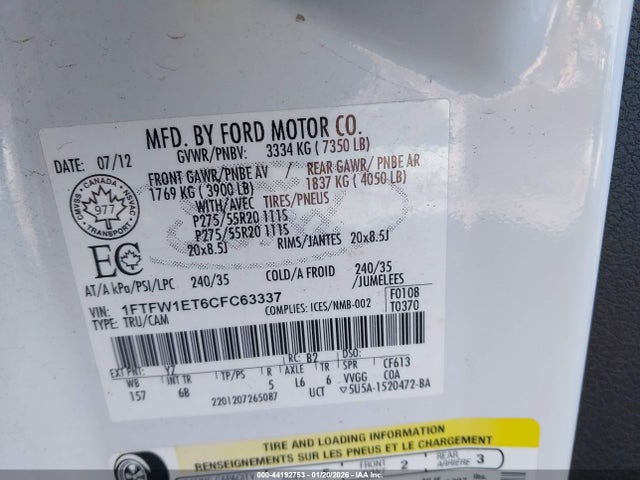 MFD. BY FORD MOTOR CO.
DATE: 07/12 GVWR/PNBV: 3334 KG ( 7350 LB)
FRONT GAWR/PNBE AV REAR GAWR/ PNBE AR
1769 KG ( 3900 LB) / 1837 KG ( 4050 LB)
WITH/AVEC TIRES/PNEUS
P275/55R20 111S
P275/55R20 111S
20x8.5J RIMS/JANTES 20x8.5J
CANADA
CMVSS NSVAC
977
TRANSPORT
EC
AT/A kPa/PSI/LPC 240/35 COLD/A FROID 240/35
/JUMELEES
VIN: 1FTFW1ET6CFC63337 COMPLIES: ICES/NMB-002 F0108
TYPE: TRU/CAM T0370
RC: B2 DSO:
EXT PNT: YZ
WB INT TR TP/PS R AXLE TR SPR CF613
157 6B 5 L6 6 VVGG COA
2201207265087 UCT ▽5U5A-1520472-BA
TIRE AND LOADING INFORMATION
RENSEIGNEMENTS SUR LES PNEUS ET LE CHARGEMENT
FRONT 2 REAR ARRIÈRE 3
IAA - 000-44192753 - 01/20/2026 - IAA Canada